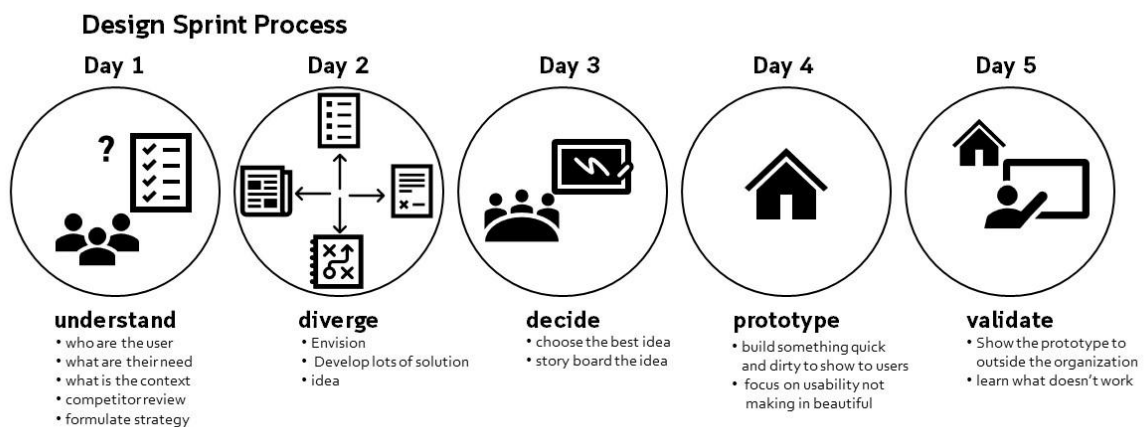 Design Sprint Process
Day 1
Day 2
Day 3
Day 4
Day 5
?
understand
• who are the user
• what are their need
• what is the context
• competitor review
• formulate strategy
diverge
• Envision
• Develop lots of solution
• idea
decide
• choose the best idea
• story board the idea
prototype
• build something quick
and dirty to show to users
• focus on usability not
making in beautiful
validate
• Show the prototype to
outside the organization
• learn what doesn't work